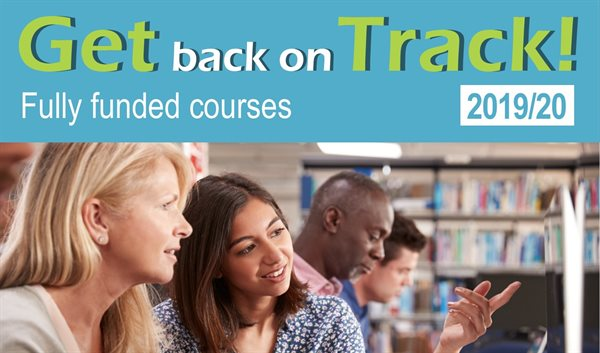 Get back on Track!
Fully funded courses 2019/20